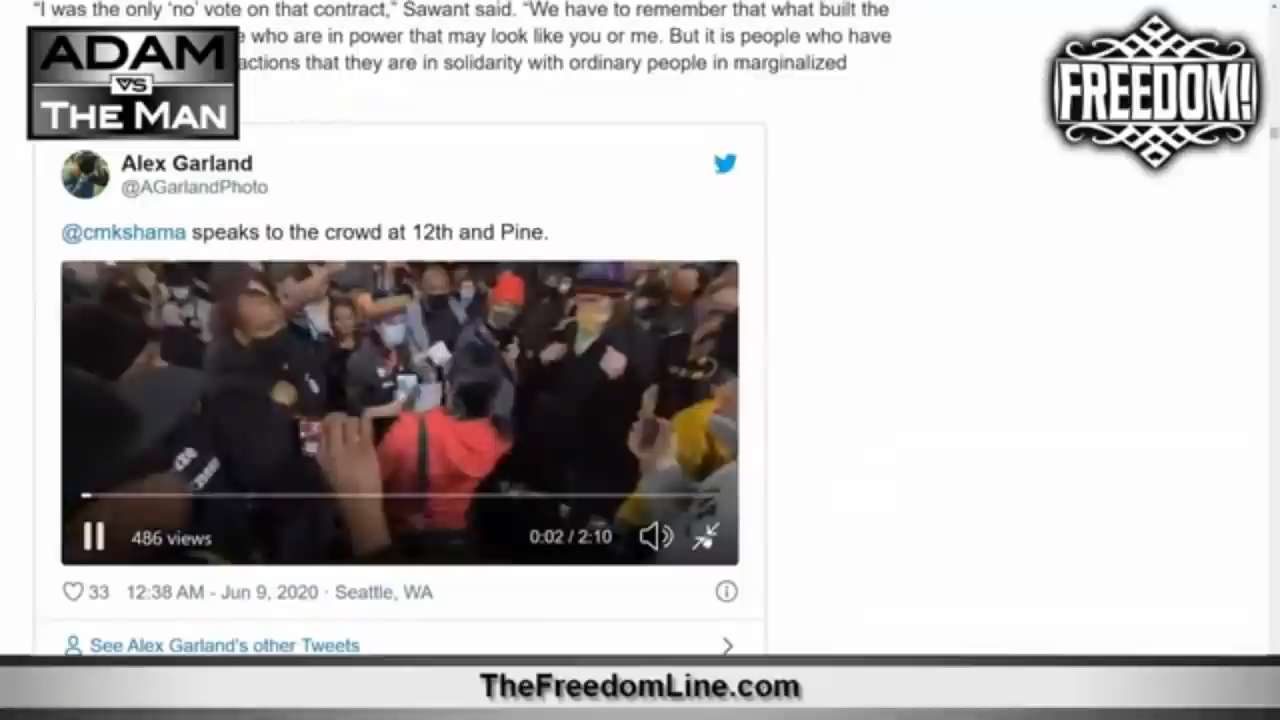 “I was the only ‘no’ vote on that contract,” Sawant said. “We have to remember that what built the
who are in power that may look like you or me. But it is people who have
actions that they are in solidarity with ordinary people in marginalized
ADAM
VS
THE MAN
FREEDOM!
Alex Garland
@AGarlandPhoto
@cmkshama speaks to the crowd at 12th and Pine.
486 views
0:02 / 2:10
33 12:38 AM - Jun 9, 2020 · Seattle, WA
See Alex Garland's other Tweets
TheFreedomLine.com